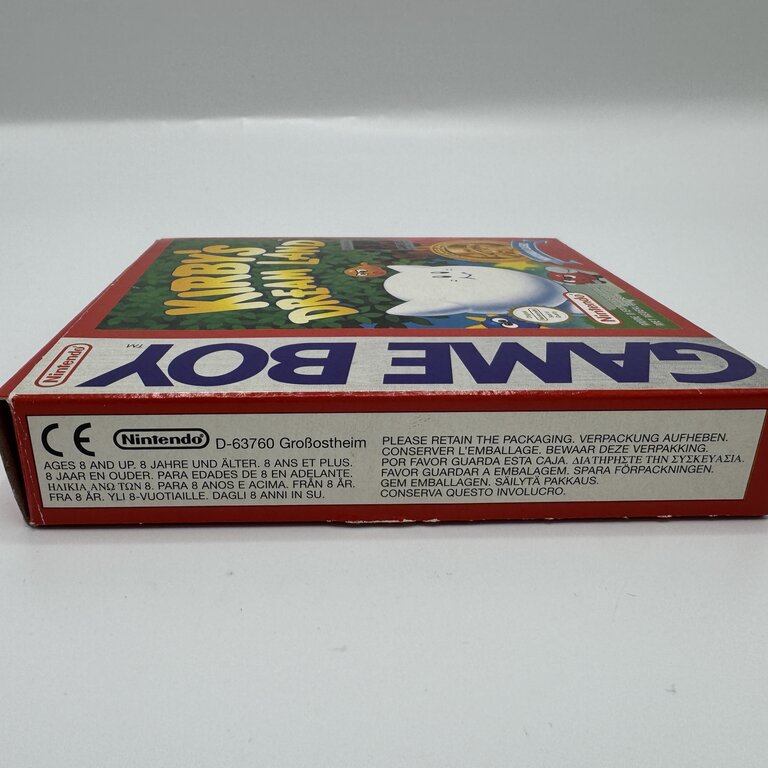 KIRBY'S
DREAM LAND
Nintendo
GAME BOY
TM
Nintendo
CE Nintendo D-63760 Großostheim
AGES 8 AND UP. 8 JAHRE UND ÄLTER. 8 ANS ET PLUS.
8 JAAR EN OUDER. PARA EDADES DE 8 EN ADELANTE.
ΗΛΙΚΙΑ ΑΝΩ ΤΩΝ 8. PARA 8 ANOS E ACIMA. FRÅN 8 ÅR.
FRA 8 ÅR. YLI 8-VUOTIAILLE. DAGLI 8 ANNI IN SU.
PLEASE RETAIN THE PACKAGING. VERPACKUNG AUFHEBEN.
CONSERVER L'EMBALLAGE. BEWAAR DEZE VERPAKKING.
POR FAVOR GUARDA ESTA CAJA. ΔΙΑΤΗΡΗΣΤΕ ΤΗΝ ΣΥΣΚΕΥΑΣΙΑ.
FAVOR GUARDAR A EMBALAGEM. SPARA FÖRPACKNINGEN.
GEM EMBALLAGEN. SÄILYTÄ PAKKAUS.
CONSERVA QUESTO INVOLUCRO.